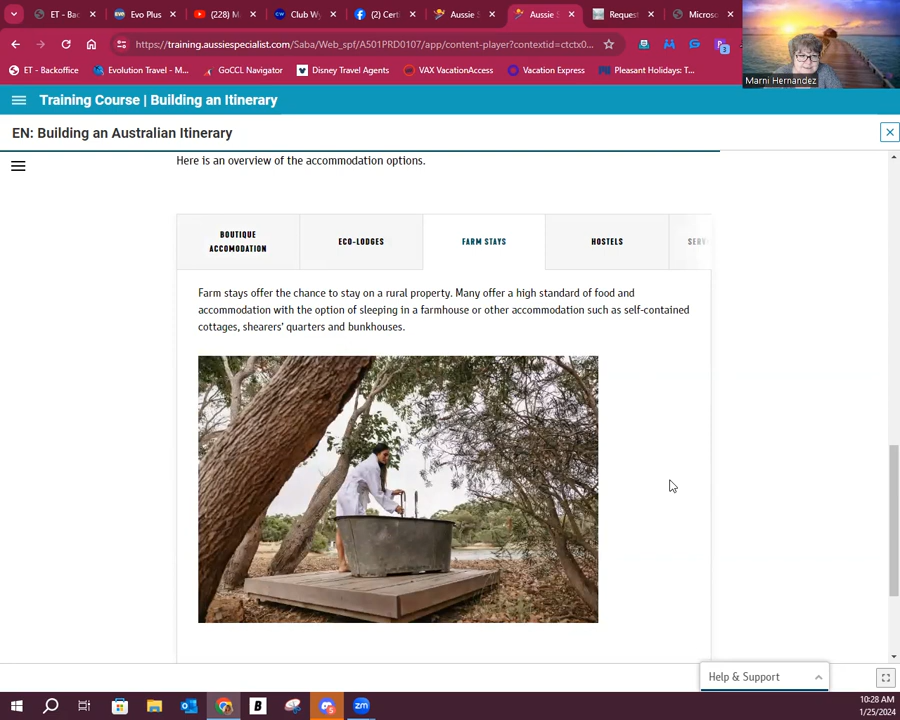 ET - Bac
Evo Plus
(228) M
Club W
(2) Cert
Aussie S
Aussie S
Request
Microso
https://training.aussiespecialist.com/Saba/Web_spf/A501PRD0107/app/content-player?contextid=ctctx0...
ET - Backoffice
Evolution Travel - M...
GoCCL Navigator
Disney Travel Agents
VAX VacationAccess
Vacation Express
Pleasant Holidays: T...
Marni Hernandez
Training Course | Building an Itinerary
EN: Building an Australian Itinerary
Here is an overview of the accommodation options.
BOUTIQUE
ACCOMODATION
ECO-LODGES
FARM STAYS
HOSTELS
SERV
Farm stays offer the chance to stay on a rural property. Many offer a high standard of food and
accommodation with the option of sleeping in a farmhouse or other accommodation such as self-contained
cottages, shearers' quarters and bunkhouses.
Help & Support
10:28 AM
1/25/2024